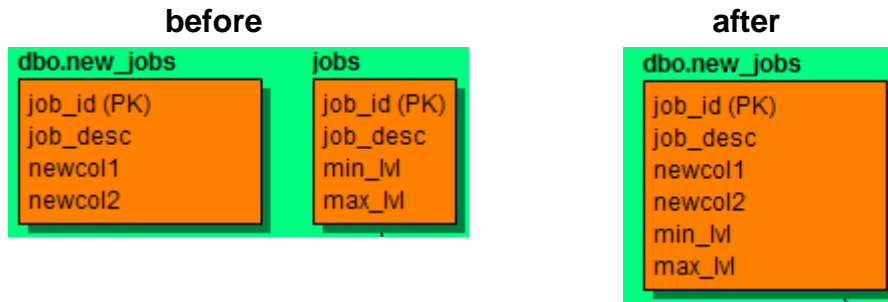 before
dbo.new_jobs
job_id (PK)
job_desc
newcol1
newcol2
jobs
job_id (PK)
job_desc
min_lvl
max_lvl
after
dbo.new_jobs
job_id (PK)
job_desc
newcol1
newcol2
min_lvl
max_lvl